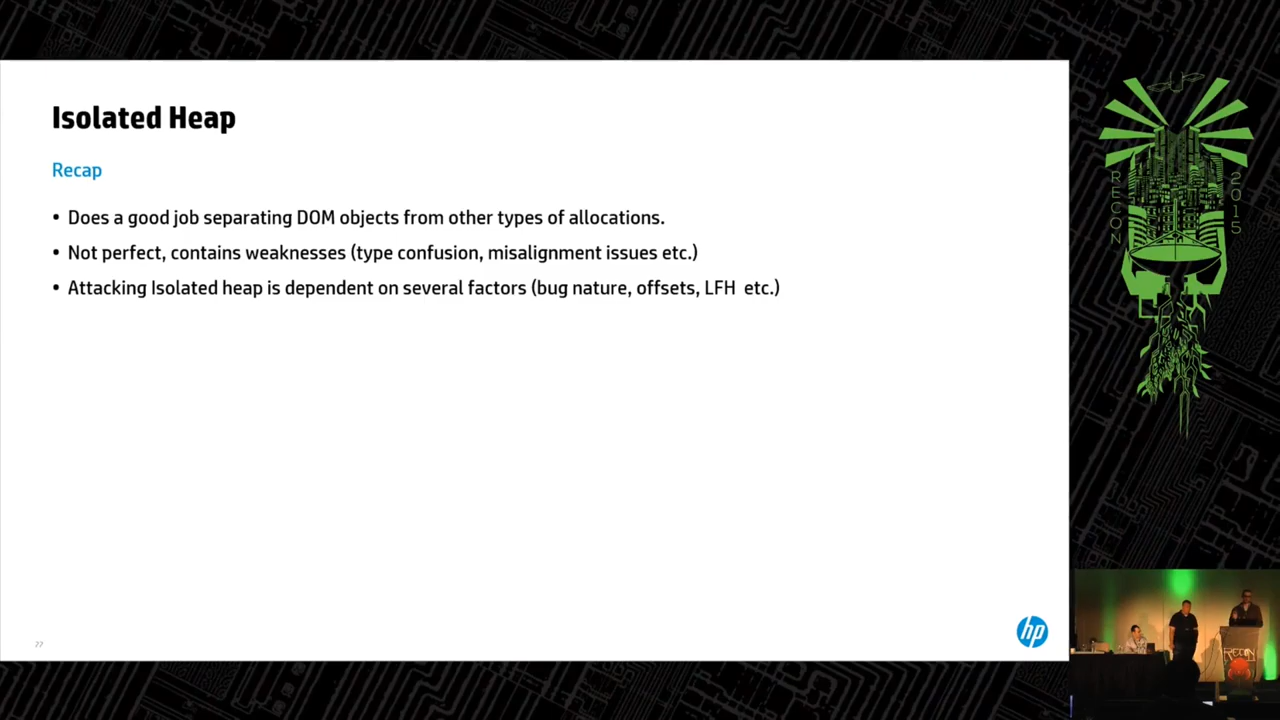 Isolated Heap
Recap
• Does a good job separating DOM objects from other types of allocations.
• Not perfect, contains weaknesses (type confusion, misalignment issues etc.)
• Attacking Isolated heap is dependent on several factors (bug nature, offsets, LFH etc.)
77
hp
RECON
2015
RECON